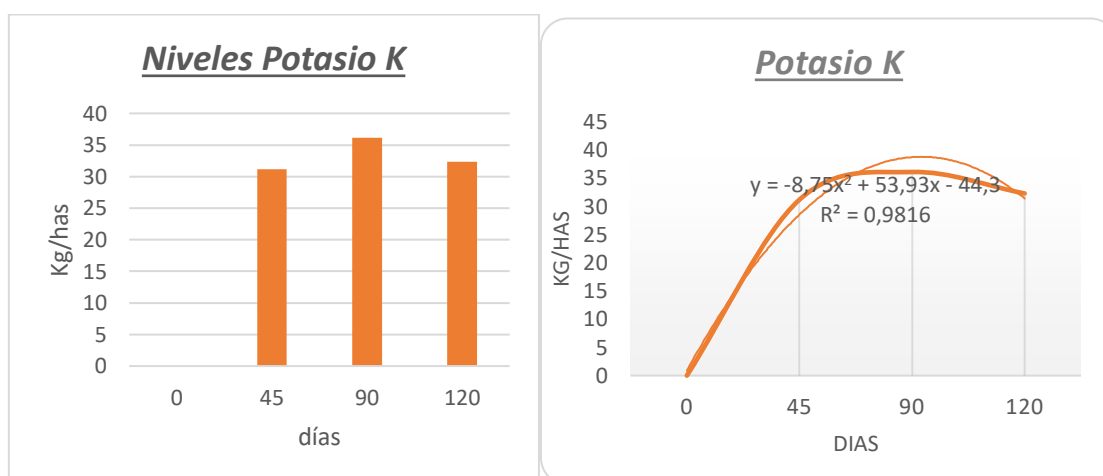 Niveles Potasio K
40
35
30
25
20
15
10
5
0
Kg/has
0 45 90 120
días
Potasio K
45
40
35
30
25
20
15
10
5
0
KG/HAS
y = -8,75x² + 53,93x - 44,3
R² = 0,9816
0 45 90 120
DIAS